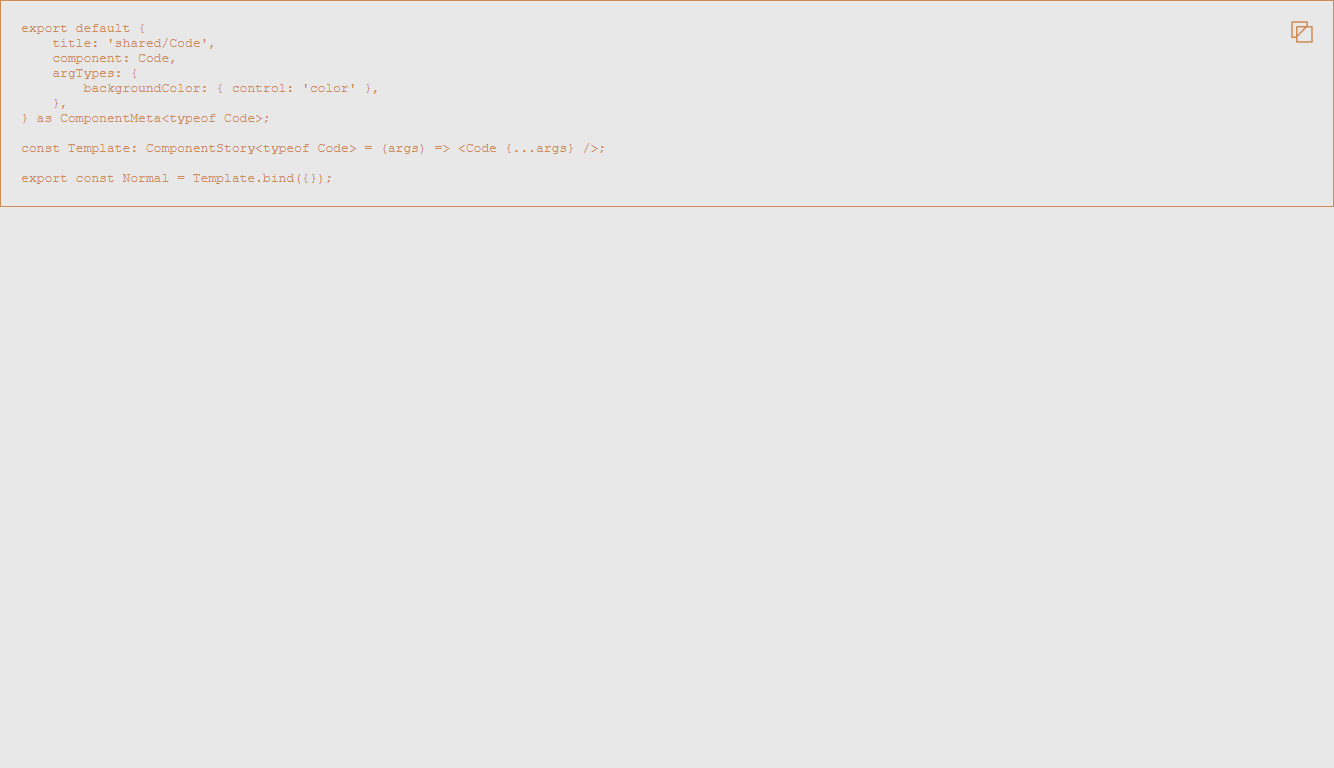 export default {
    title: 'shared/Code',
    component: Code,
    argTypes: {
        backgroundColor: { control: 'color' },
    },
} as ComponentMeta<typeof Code>;

const Template: ComponentStory<typeof Code> = (args) => <Code {...args} />;

export const Normal = Template.bind({});